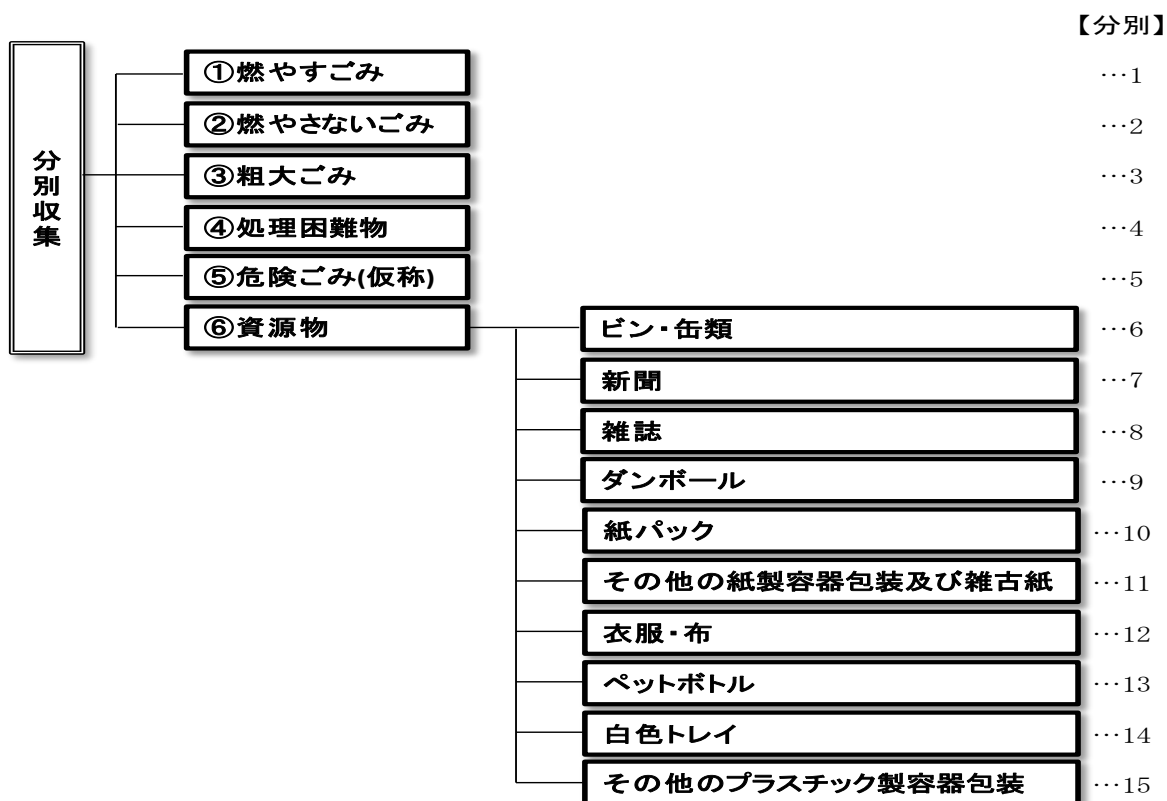 【分別】
分別収集
①燃やすごみ …1
②燃やさないごみ …2
③粗大ごみ …3
④処理困難物 …4
⑤危険ごみ(仮称) …5
⑥資源物
ビン・缶類 …6
新聞 …7
雑誌 …8
ダンボール …9
紙パック …10
その他の紙製容器包装及び雑古紙 …11
衣服・布 …12
ペットボトル …13
白色トレイ …14
その他のプラスチック製容器包装 …15